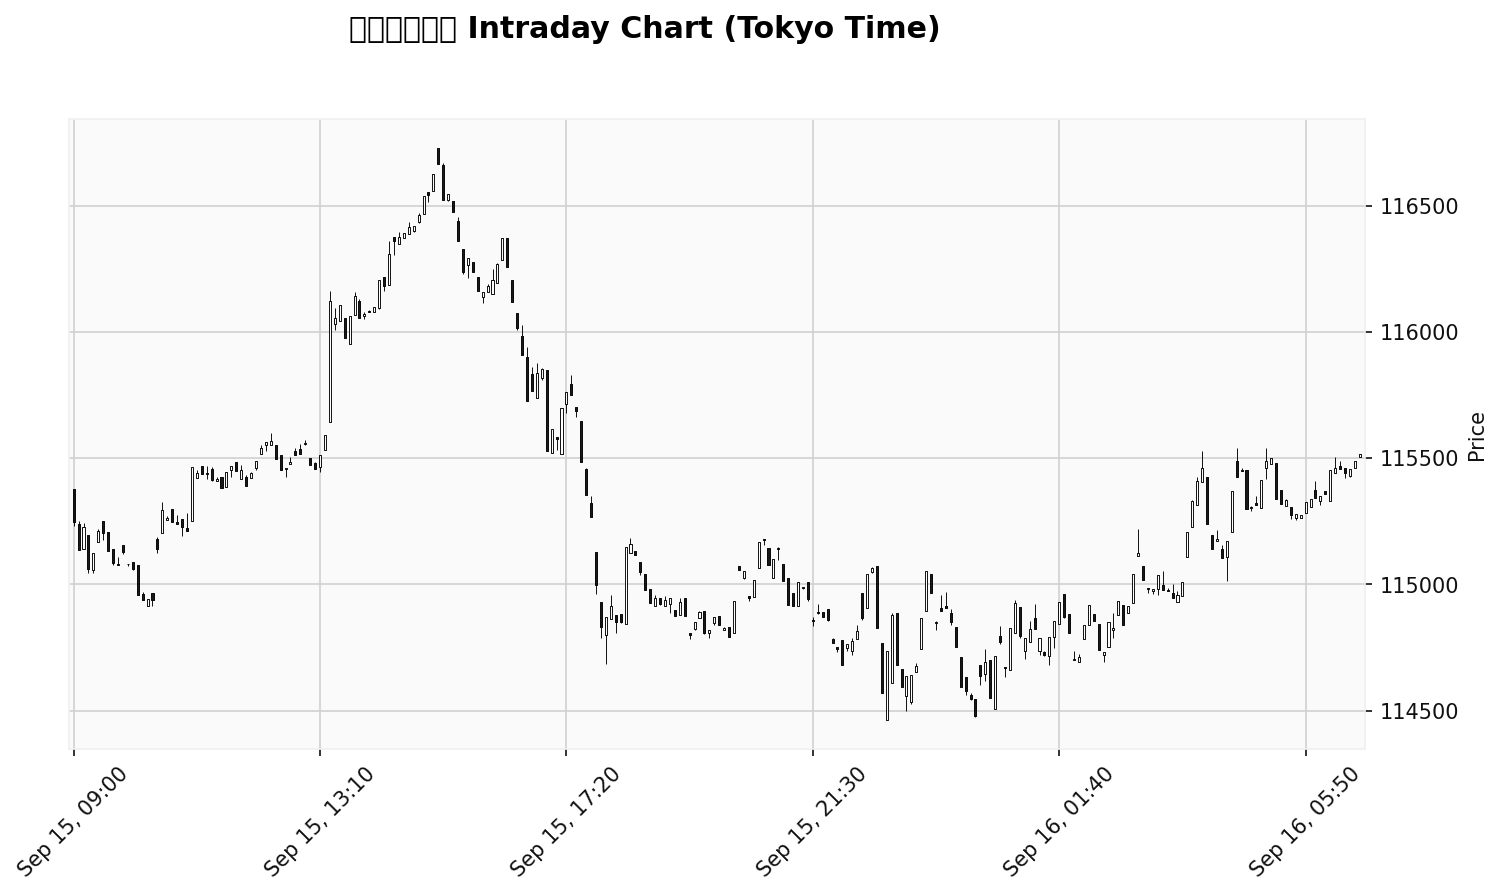 Intraday Chart (Tokyo Time)
116500
116000
115500
115000
114500
Price
Sep 15, 09:00
Sep 15, 13:10
Sep 15, 17:20
Sep 15, 21:30
Sep 16, 01:40
Sep 16, 05:50